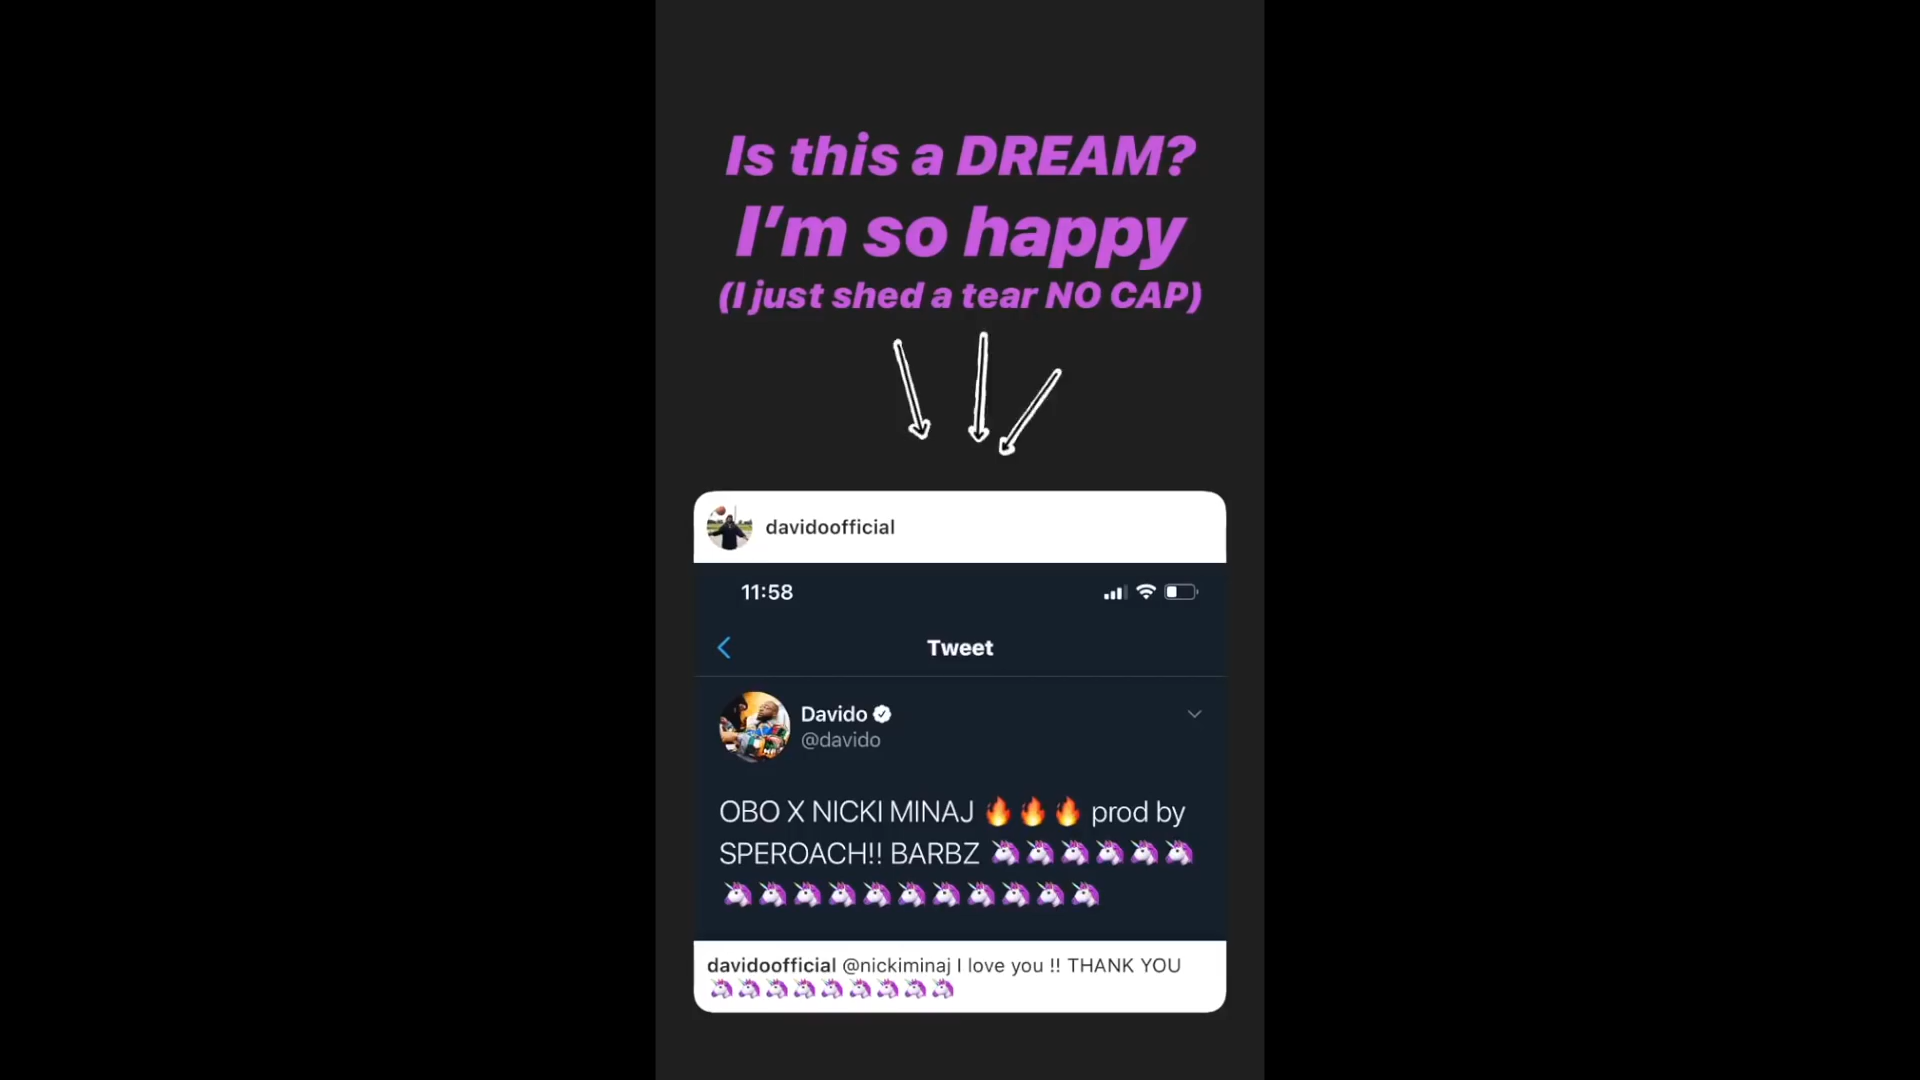 Is this a DREAM?
I’m so happy
(I just shed a tear NO CAP)
davidoofficial
11:58
Tweet
Davido
@davido
OBO X NICKI MINAJ 🔥🔥🔥 prod by
SPEROACH!! BARBZ 🦄🦄🦄🦄🦄🦄
🦄🦄🦄🦄🦄🦄🦄🦄🦄🦄🦄
davidoofficial @nickiminaj I love you !! THANK YOU
🦄🦄🦄🦄🦄🦄🦄🦄🦄